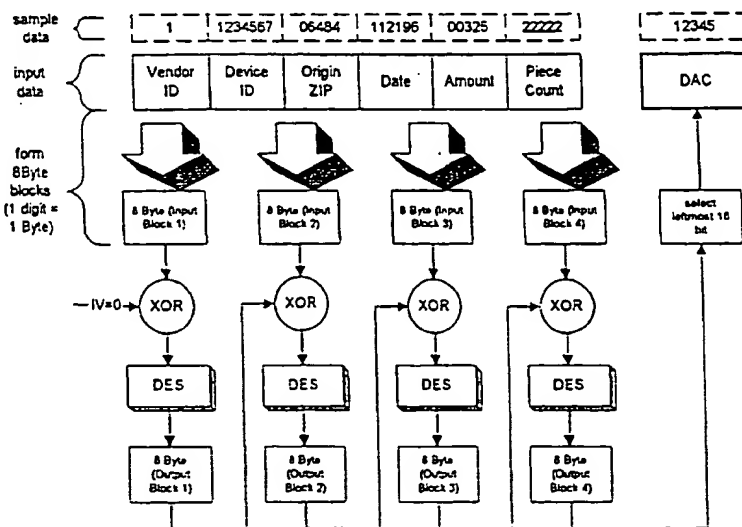 sample data
1 1234567 06484 112196 00325 22222 12345
input data
Vendor ID
Device ID
Origin ZIP
Date
Amount
Piece Count
DAC
form 8Byte blocks (1 digit = 1 Byte)
8 Byte (Input Block 1)
8 Byte (Input Block 2)
8 Byte (Input Block 3)
8 Byte (Input Block 4)
select leftmost 16 bit
IV=0
XOR
XOR
XOR
XOR
DES
DES
DES
DES
8 Byte (Output Block 1)
8 Byte (Output Block 2)
8 Byte (Output Block 3)
8 Byte (Output Block 4)